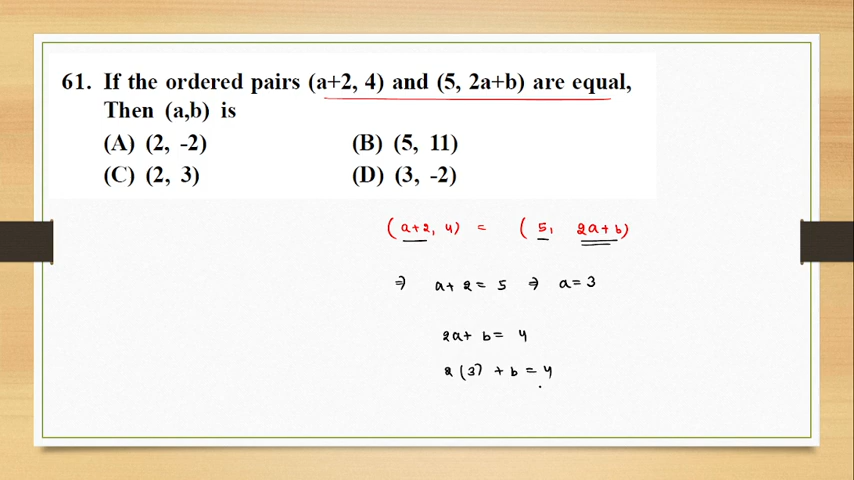 61. If the ordered pairs (a+2, 4) and (5, 2a+b) are equal,
Then (a,b) is
(A) (2, -2) (B) (5, 11)
(C) (2, 3) (D) (3, -2)
(a+2, 4) = (5, 2a+b)
⇒ a+2 = 5 ⇒ a=3
2a+ b = 4
2(3) + b = 4